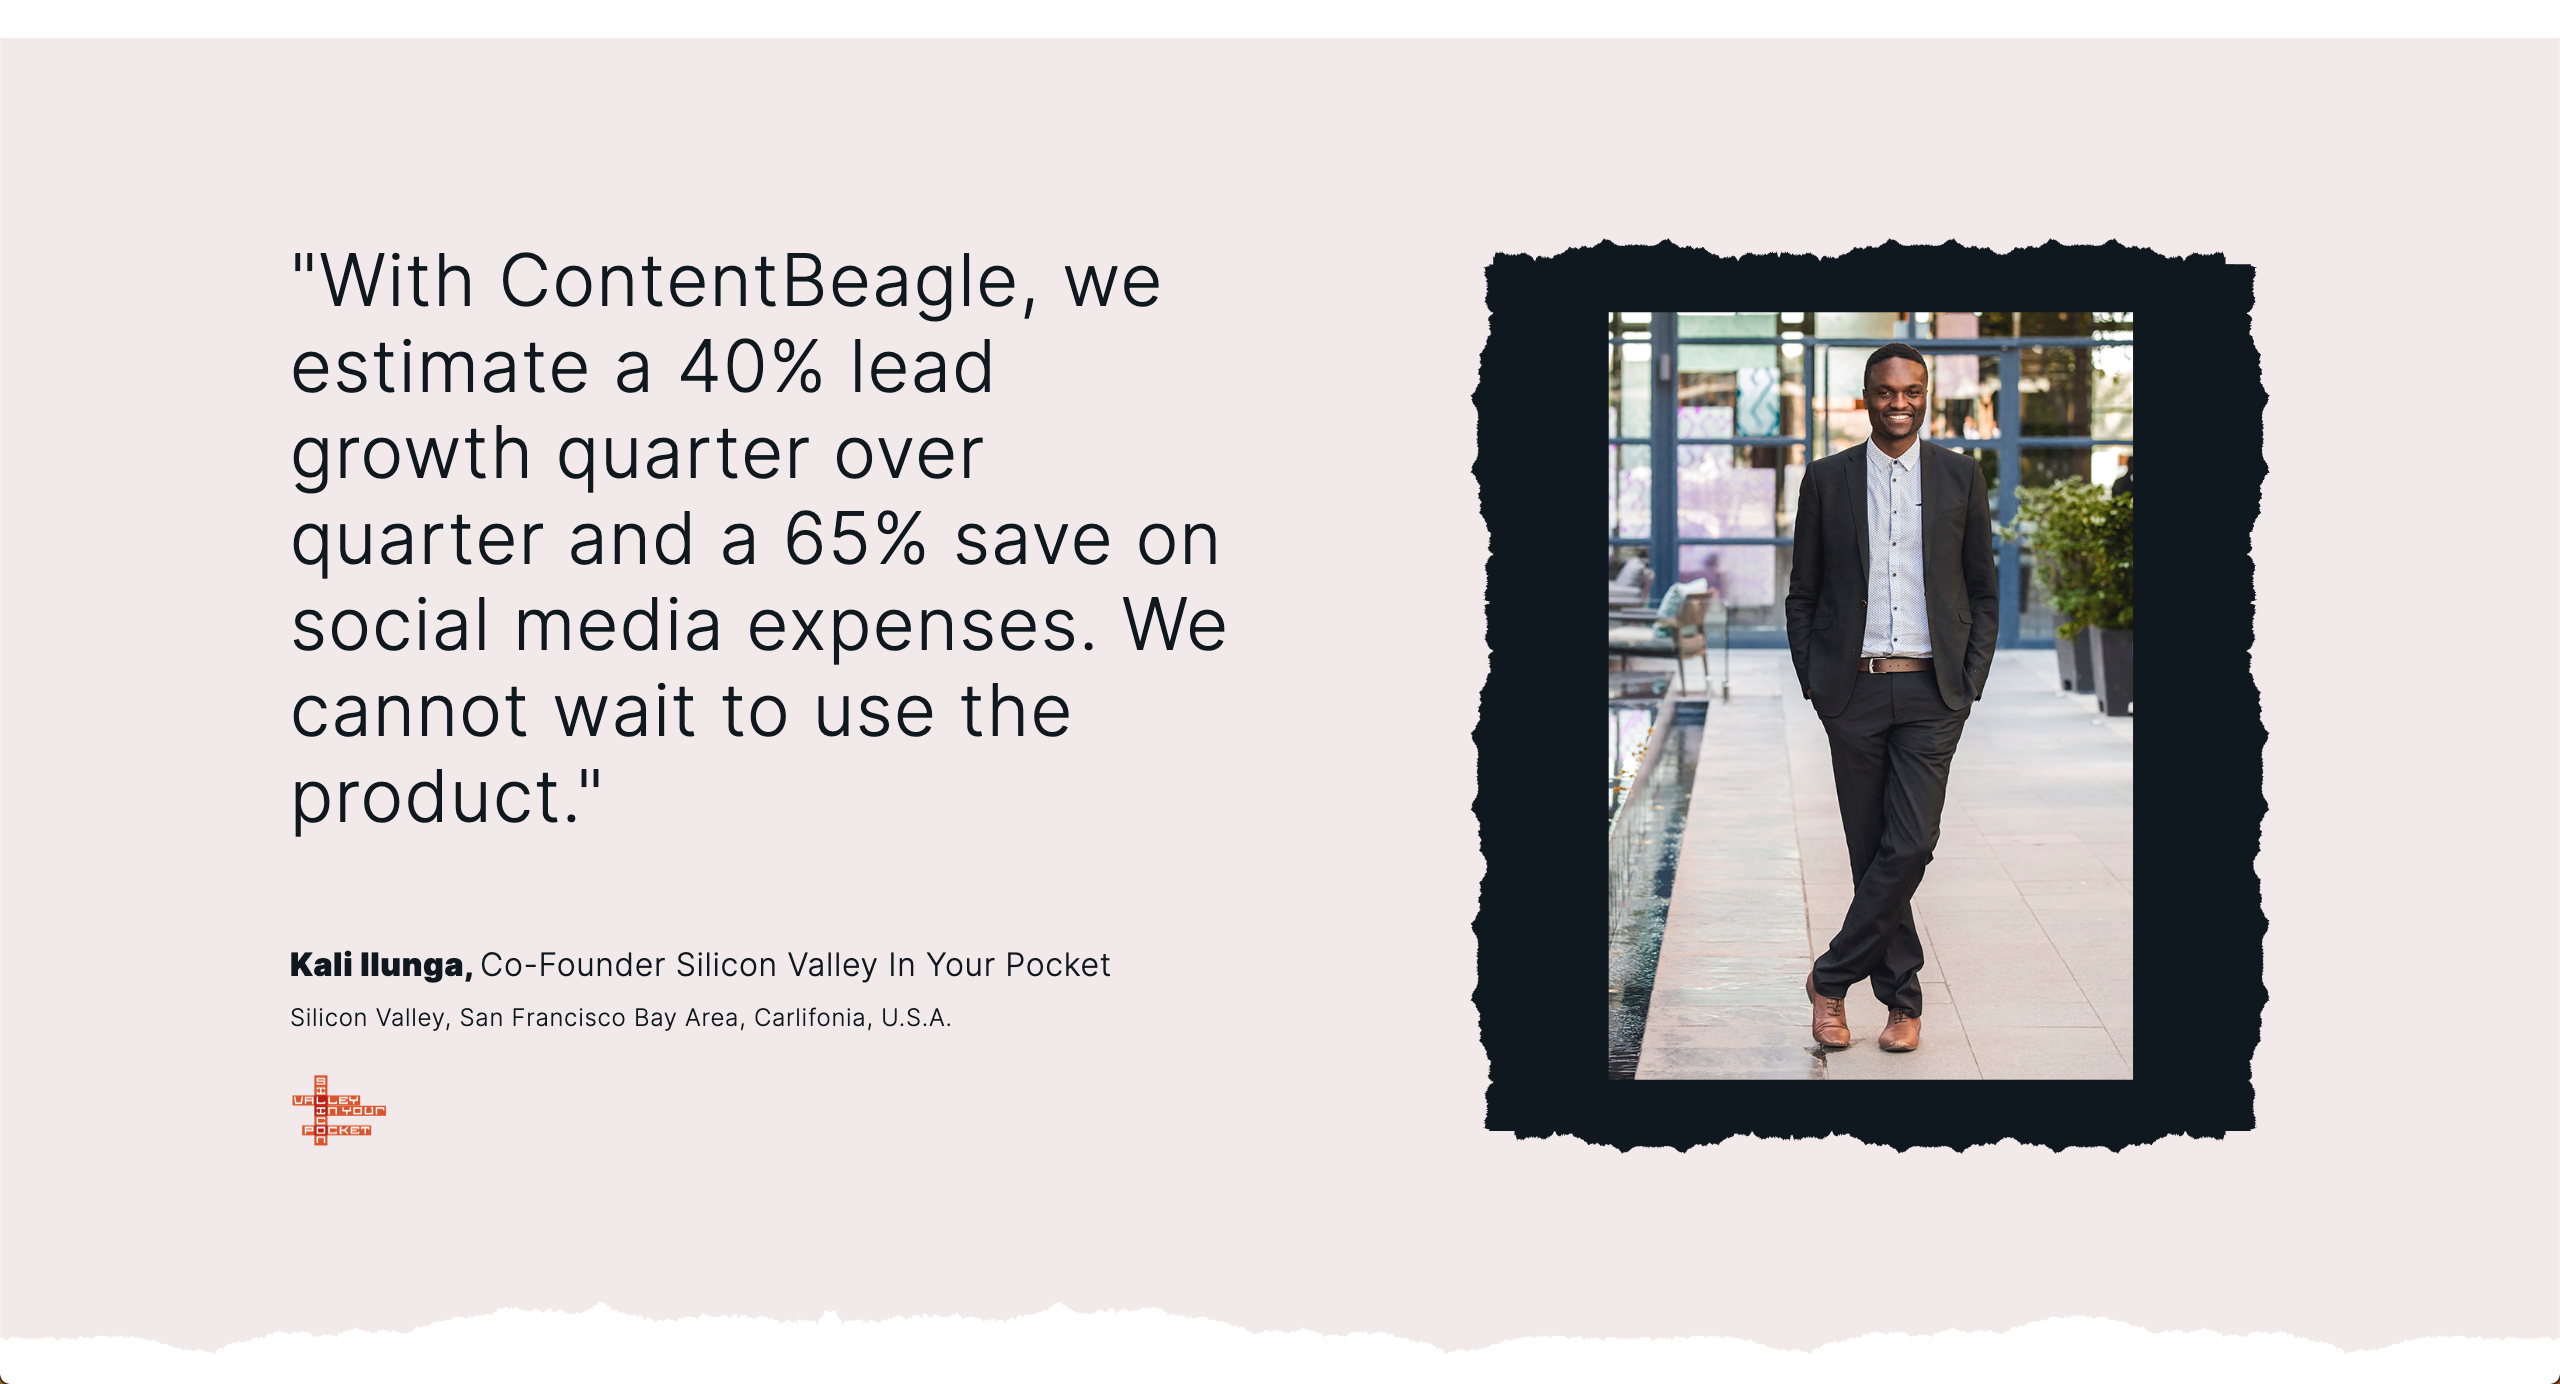 "With ContentBeagle, we
estimate a 40% lead
growth quarter over
quarter and a 65% save on
social media expenses. We
cannot wait to use the
product."
Kali Ilunga, Co-Founder Silicon Valley In Your Pocket
Silicon Valley, San Francisco Bay Area, Carlifonia, U.S.A.
SILICON
VALLEY
IN YOUR
POCKET